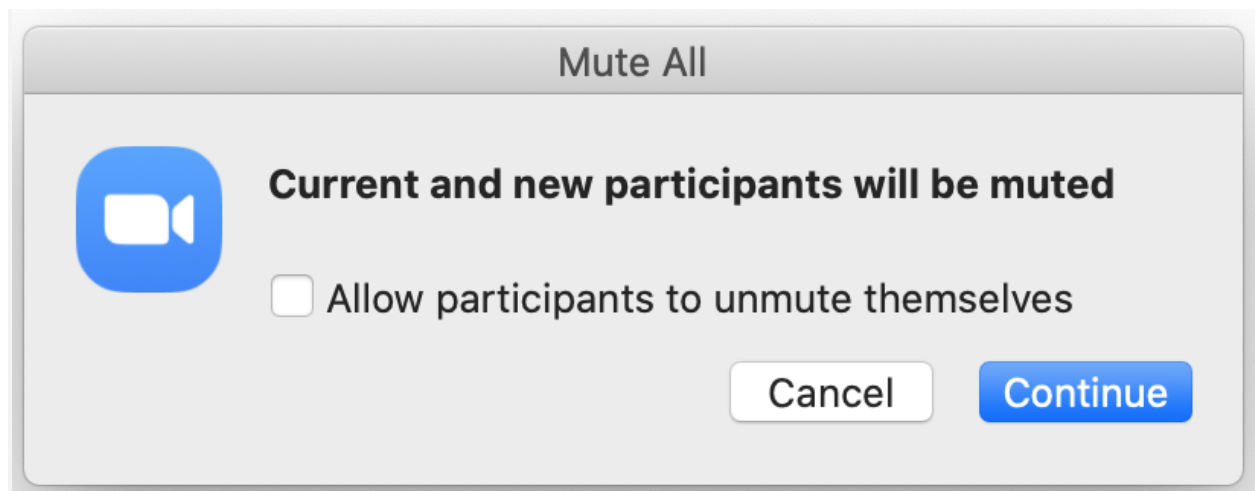 Mute All
Current and new participants will be muted
Allow participants to unmute themselves
Cancel
Continue